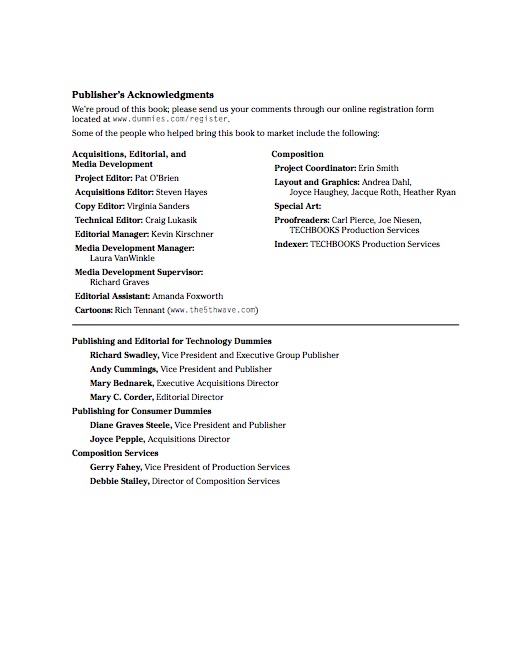 Publisher's Acknowledgments
We're proud of this book; please send us your comments through our online registration form
located at www.dummies.com/register.
Some of the people who helped bring this book to market include the following:
Acquisitions, Editorial, and
Media Development
Project Editor: Pat O'Brien
Acquisitions Editor: Steven Hayes
Copy Editor: Virginia Sanders
Technical Editor: Craig Lukasik
Editorial Manager: Kevin Kirschner
Media Development Manager:
Laura VanWinkle
Media Development Supervisor:
Richard Graves
Editorial Assistant: Amanda Foxworth
Cartoons: Rich Tennant (www.the5thwave.com)
Composition
Project Coordinator: Erin Smith
Layout and Graphics: Andrea Dahl,
Joyce Haughey, Jacque Roth, Heather Ryan
Special Art:
Proofreaders: Carl Pierce, Joe Niesen,
TECHBOOKS Production Services
Indexer: TECHBOOKS Production Services
Publishing and Editorial for Technology Dummies
Richard Swadley, Vice President and Executive Group Publisher
Andy Cummings, Vice President and Publisher
Mary Bednarek, Executive Acquisitions Director
Mary C. Corder, Editorial Director
Publishing for Consumer Dummies
Diane Graves Steele, Vice President and Publisher
Joyce Pepple, Acquisitions Director
Composition Services
Gerry Fahey, Vice President of Production Services
Debbie Stailey, Director of Composition Services